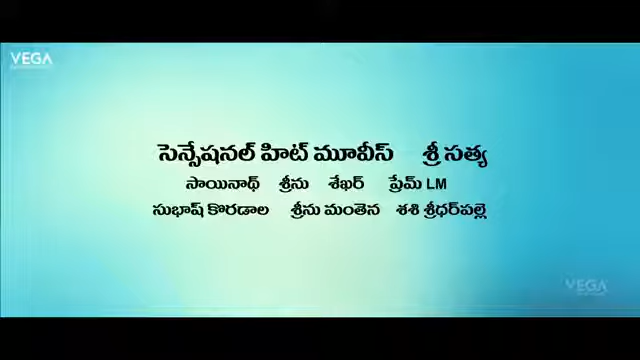 VEGA
సెన్సేషనల్ హిట్ మూవీస్ శ్రీ సత్య
సాయినాథ్ శ్రీను శేఖర్ ప్రేమ్ LM
సుభాష్ కొరడాల శ్రీను మంతెన శశి శ్రీధర్‌పల్లె
VEGA